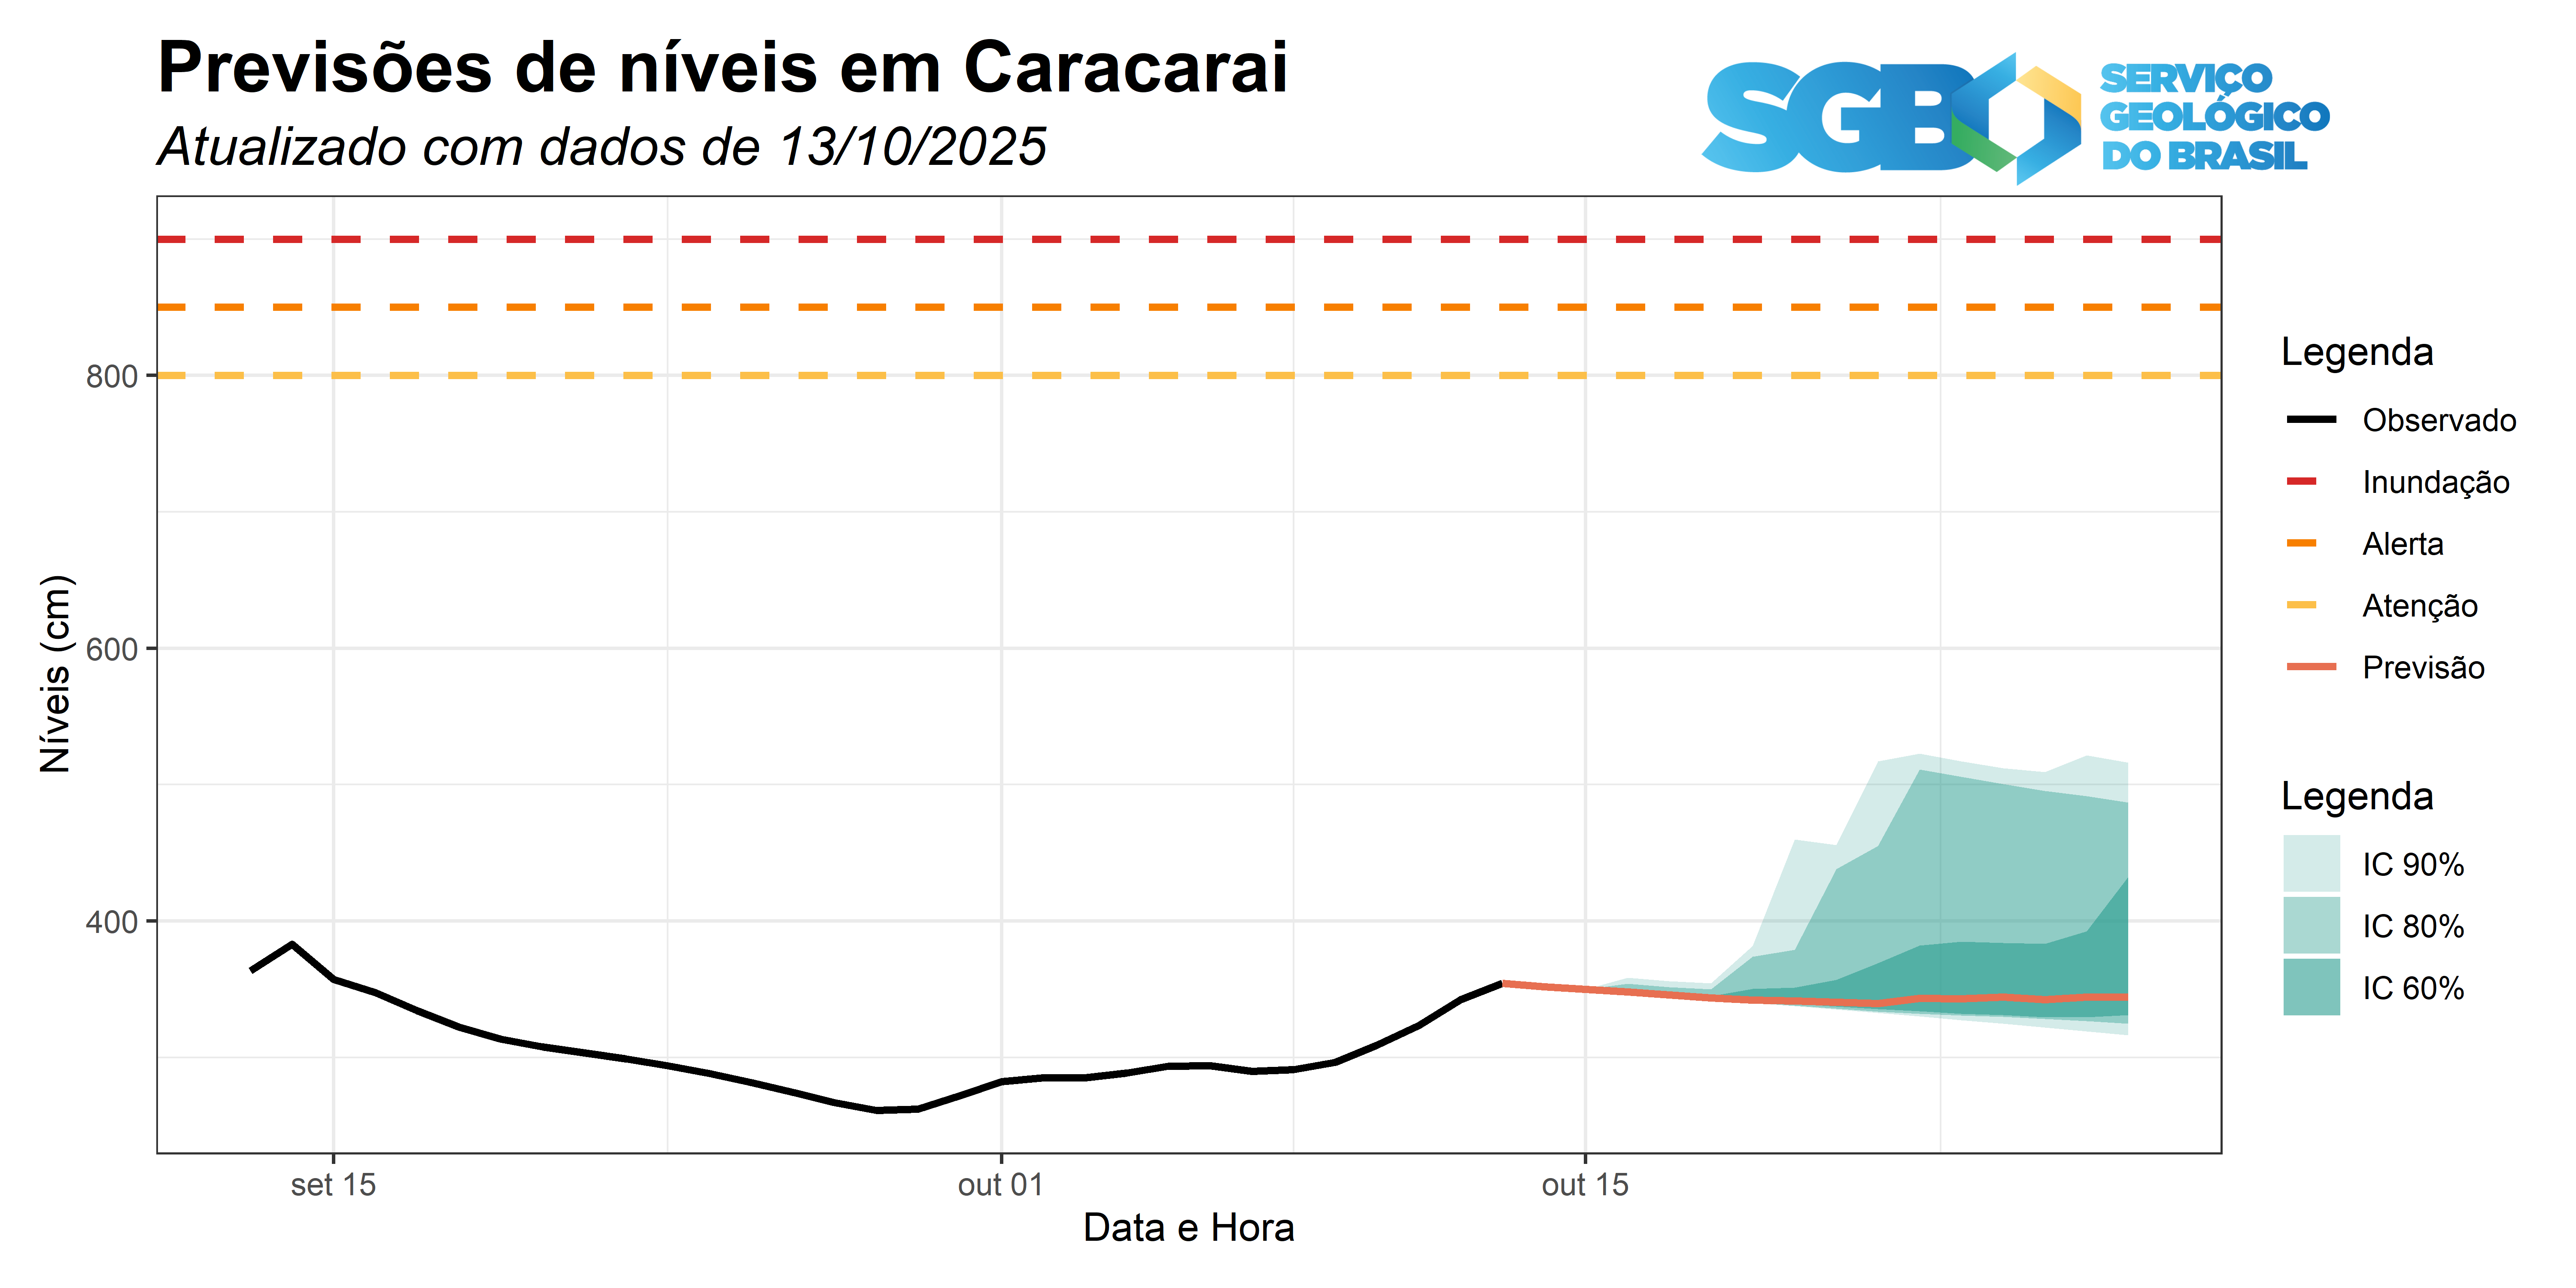 Previsões de níveis em Caracarai
Atualizado com dados de 13/10/2025
SGB
SERVIÇO
GEOLÓGICO
DO BRASIL
Níveis (cm)
800
600
400
set 15
out 01
out 15
Data e Hora
Legenda
Observado
Inundação
Alerta
Atenção
Previsão
Legenda
IC 90%
IC 80%
IC 60%